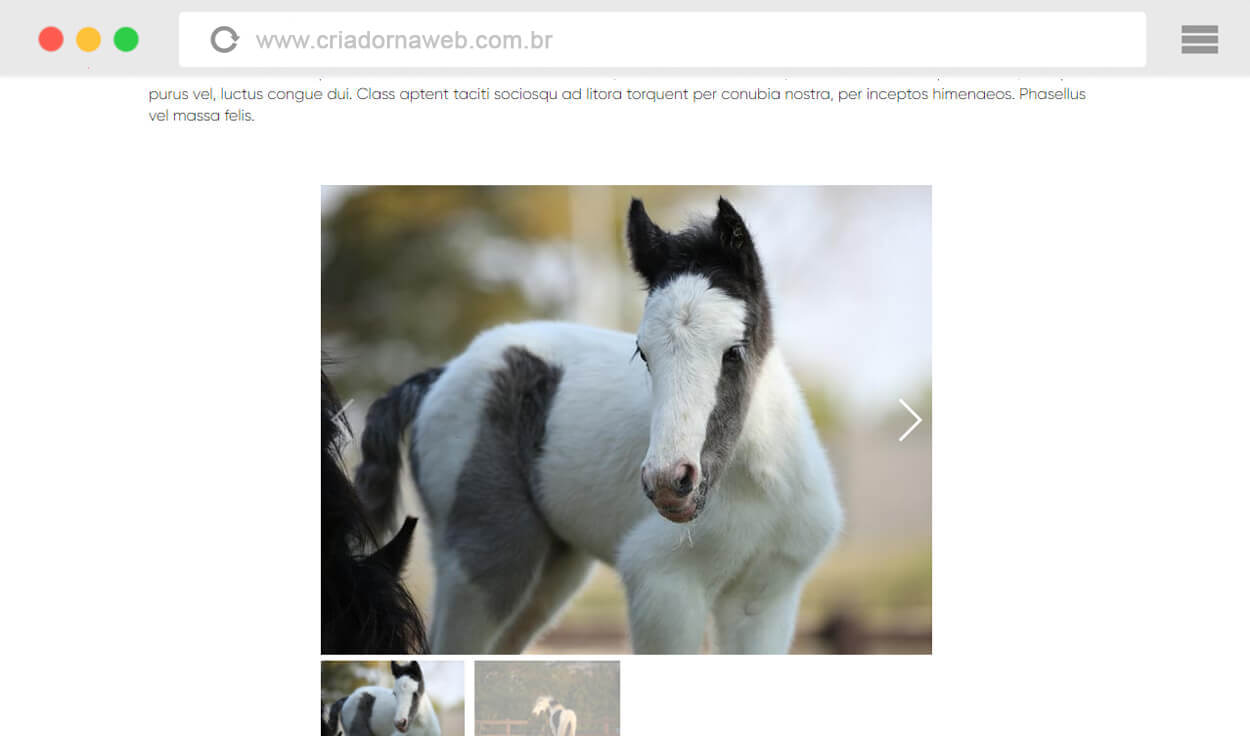 www.criadornaweb.com.br
purus vel, luctus congue dui. Class aptent taciti sociosqu ad litora torquent per conubia nostra, per inceptos himenaeos. Phasellus
vel massa felis.